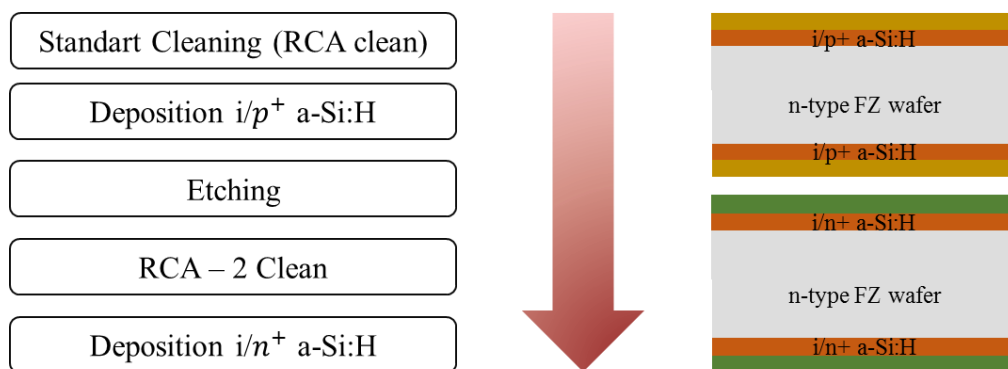 Standart Cleaning (RCA clean)
Deposition i/p⁺ a-Si:H
Etching
RCA – 2 Clean
Deposition i/n⁺ a-Si:H
i/p+ a-Si:H
n-type FZ wafer
i/p+ a-Si:H
i/n+ a-Si:H
n-type FZ wafer
i/n+ a-Si:H